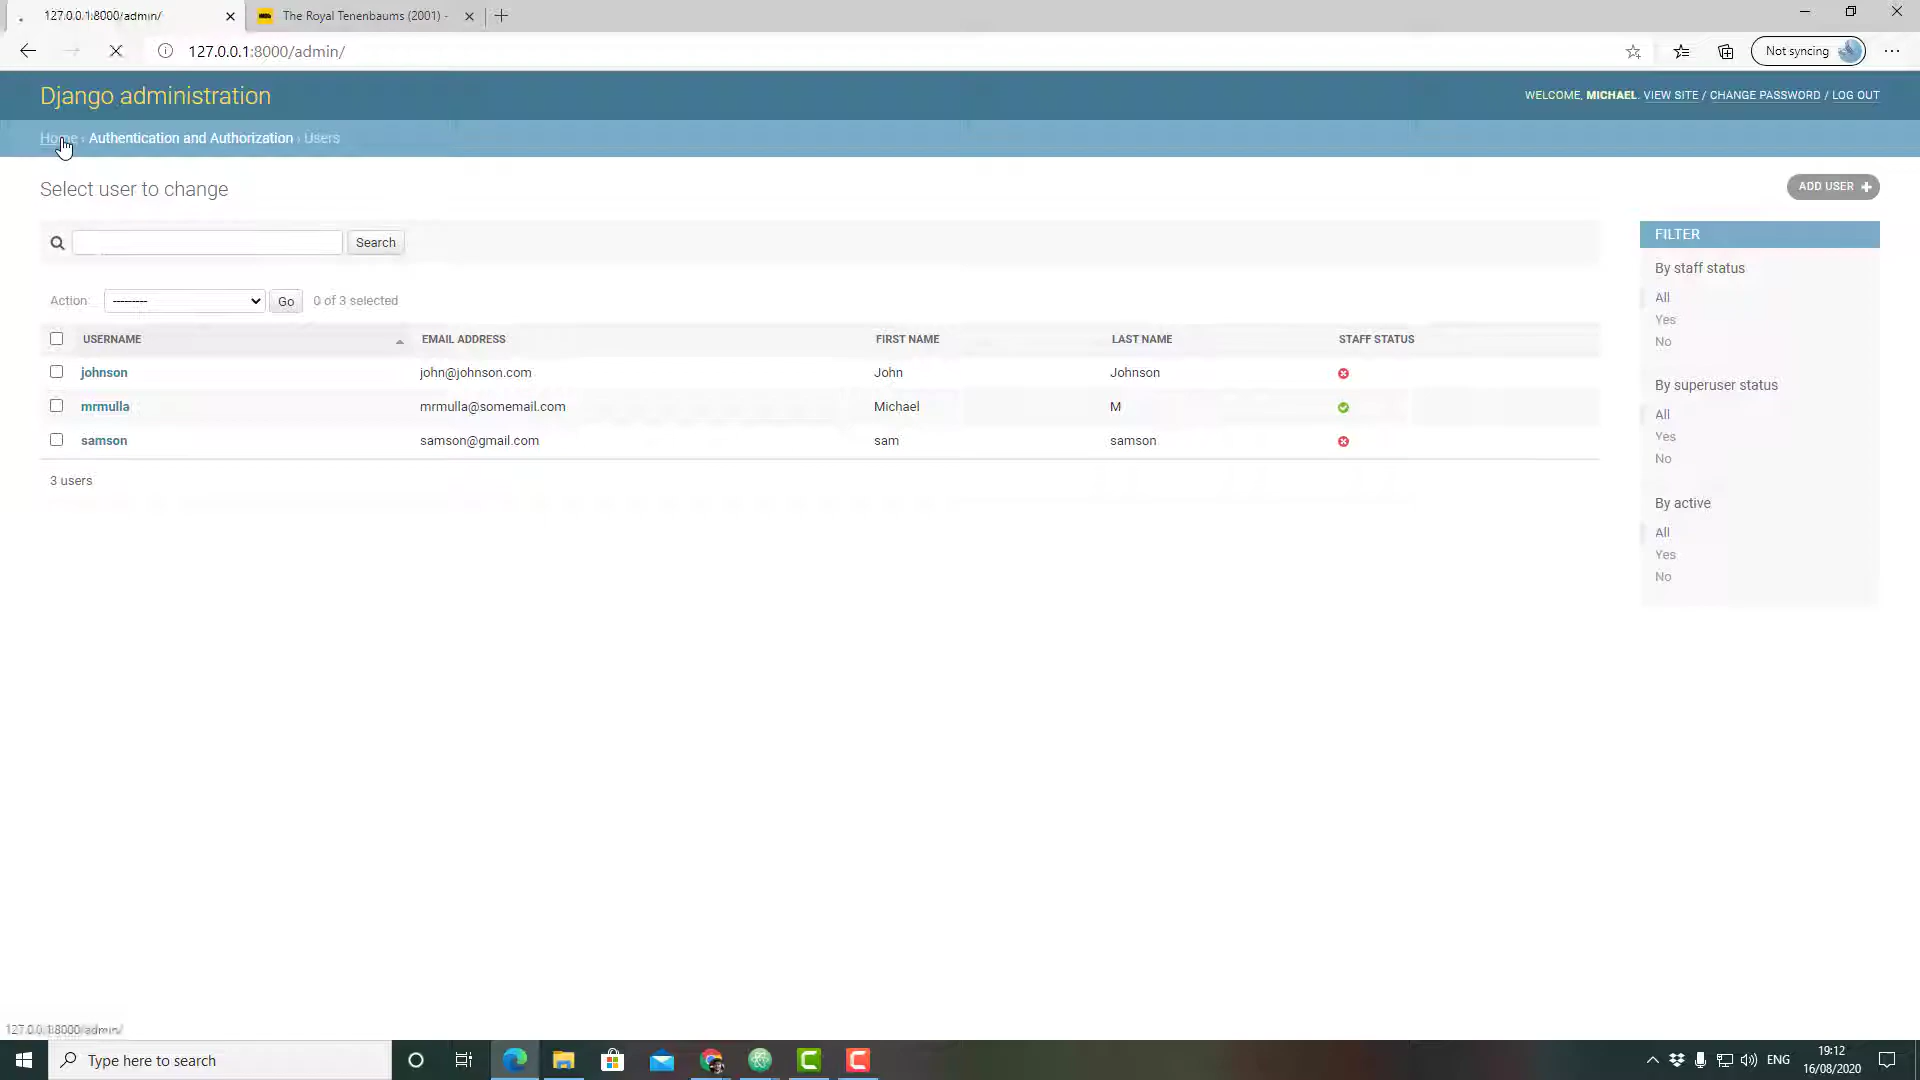 127.0.0.1:8000/admin/
The Royal Tenenbaums (2001) -
127.0.0.1:8000/admin/
Not syncing
Django administration
WELCOME, MICHAEL. VIEW SITE / CHANGE PASSWORD / LOG OUT
Home › Authentication and Authorization › Users
Select user to change
ADD USER
Search
Action: --------- Go 0 of 3 selected
USERNAME EMAIL ADDRESS FIRST NAME LAST NAME STAFF STATUS
johnson john@johnson.com John Johnson
mrmulla mrmulla@somemail.com Michael M
samson samson@gmail.com sam samson
3 users
FILTER
By staff status
All
Yes
No
By superuser status
All
Yes
No
By active
All
Yes
No
127.0.0.1:8000/admin/
Type here to search
ENG
19:12
16/08/2020